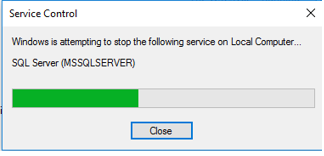 Service Control
Windows is attempting to stop the following service on Local Computer...
SQL Server (MSSQLSERVER)
Close